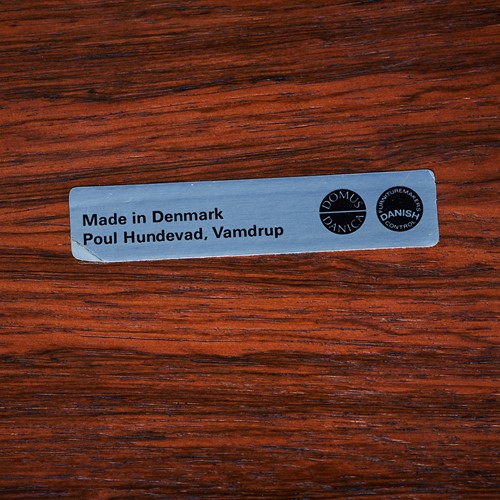 Made in Denmark
Poul Hundevad, Vamdrup
DOMUS
DANICA
FURNITUREMAKERS
DANISH
CONTROL